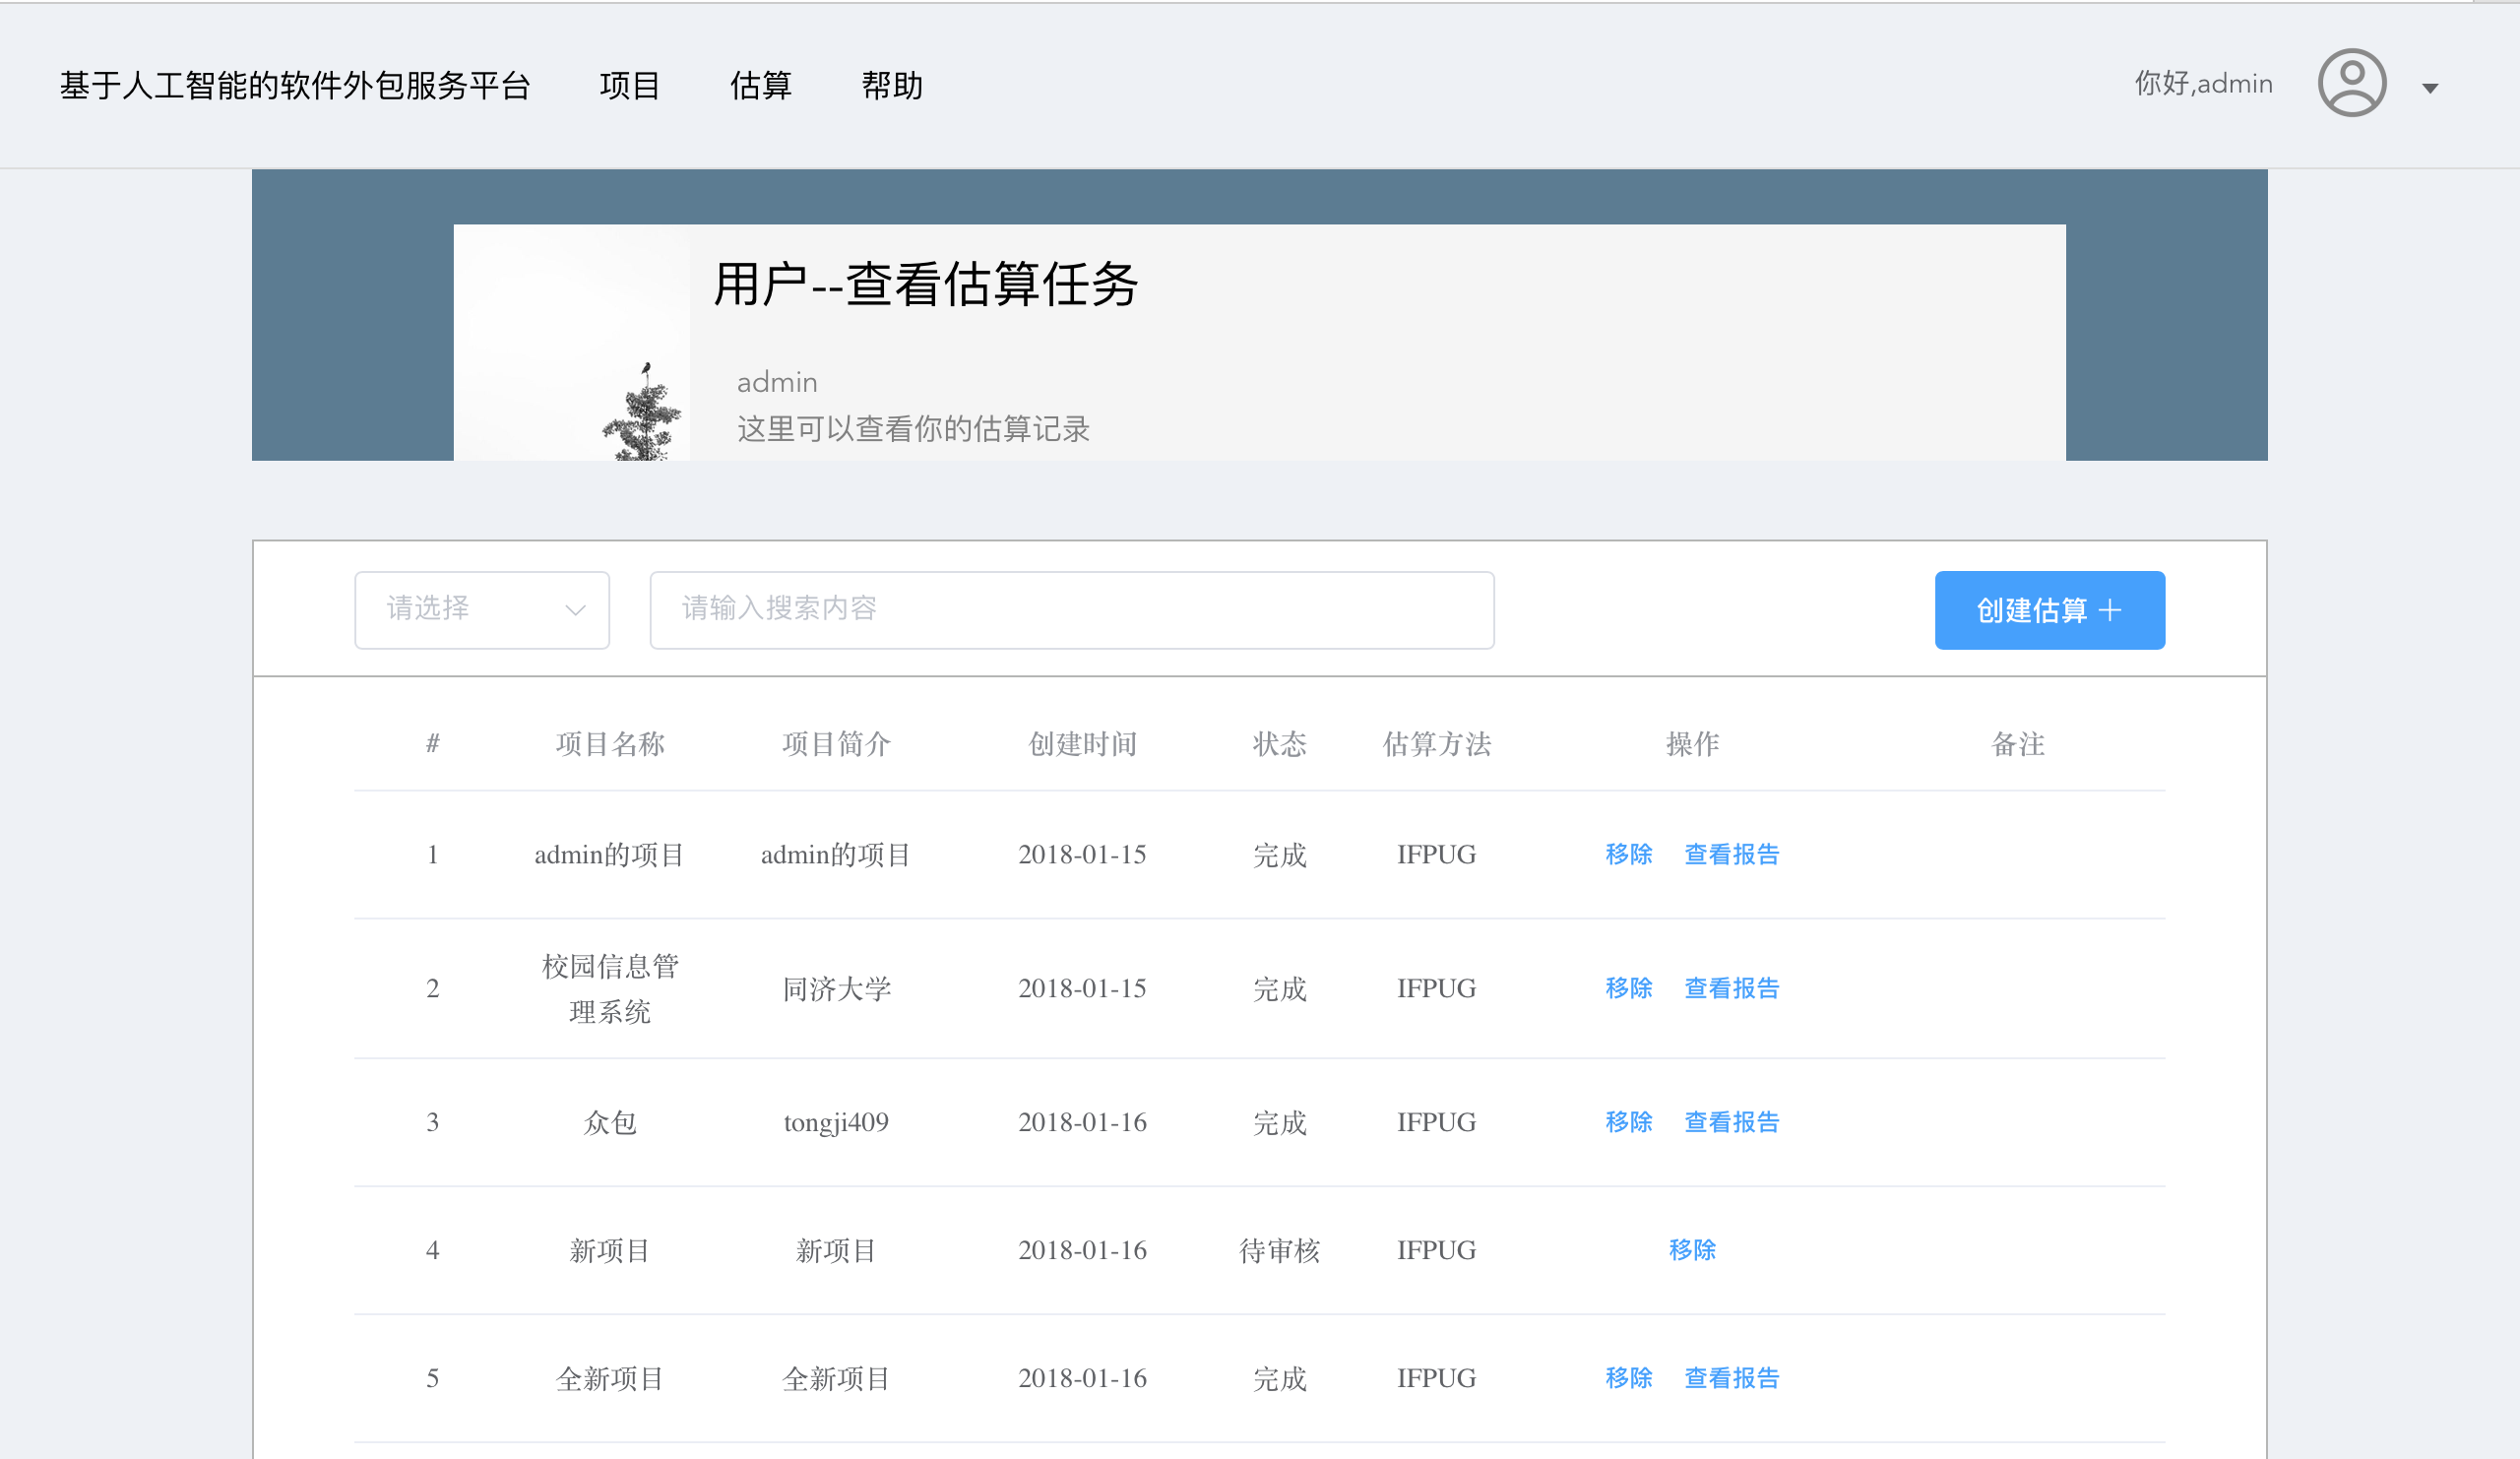 基于人工智能的软件外包服务平台 项目 估算 帮助 你好,admin
用户--查看估算任务
admin
这里可以查看你的估算记录
请选择 请输入搜索内容 创建估算
# 项目名称 项目简介 创建时间 状态 估算方法 操作 备注
1 admin的项目 admin的项目 2018-01-15 完成 IFPUG 移除 查看报告
校园信息管
2 同济大学 2018-01-15 完成 IFPUG 移除 查看报告
理系统
3 众包 tongji409 2018-01-16 完成 IFPUG 移除 查看报告
4 新项目 新项目 2018-01-16 待审核 IFPUG 移除
5 全新项目 全新项目 2018-01-16 完成 IFPUG 移除 查看报告